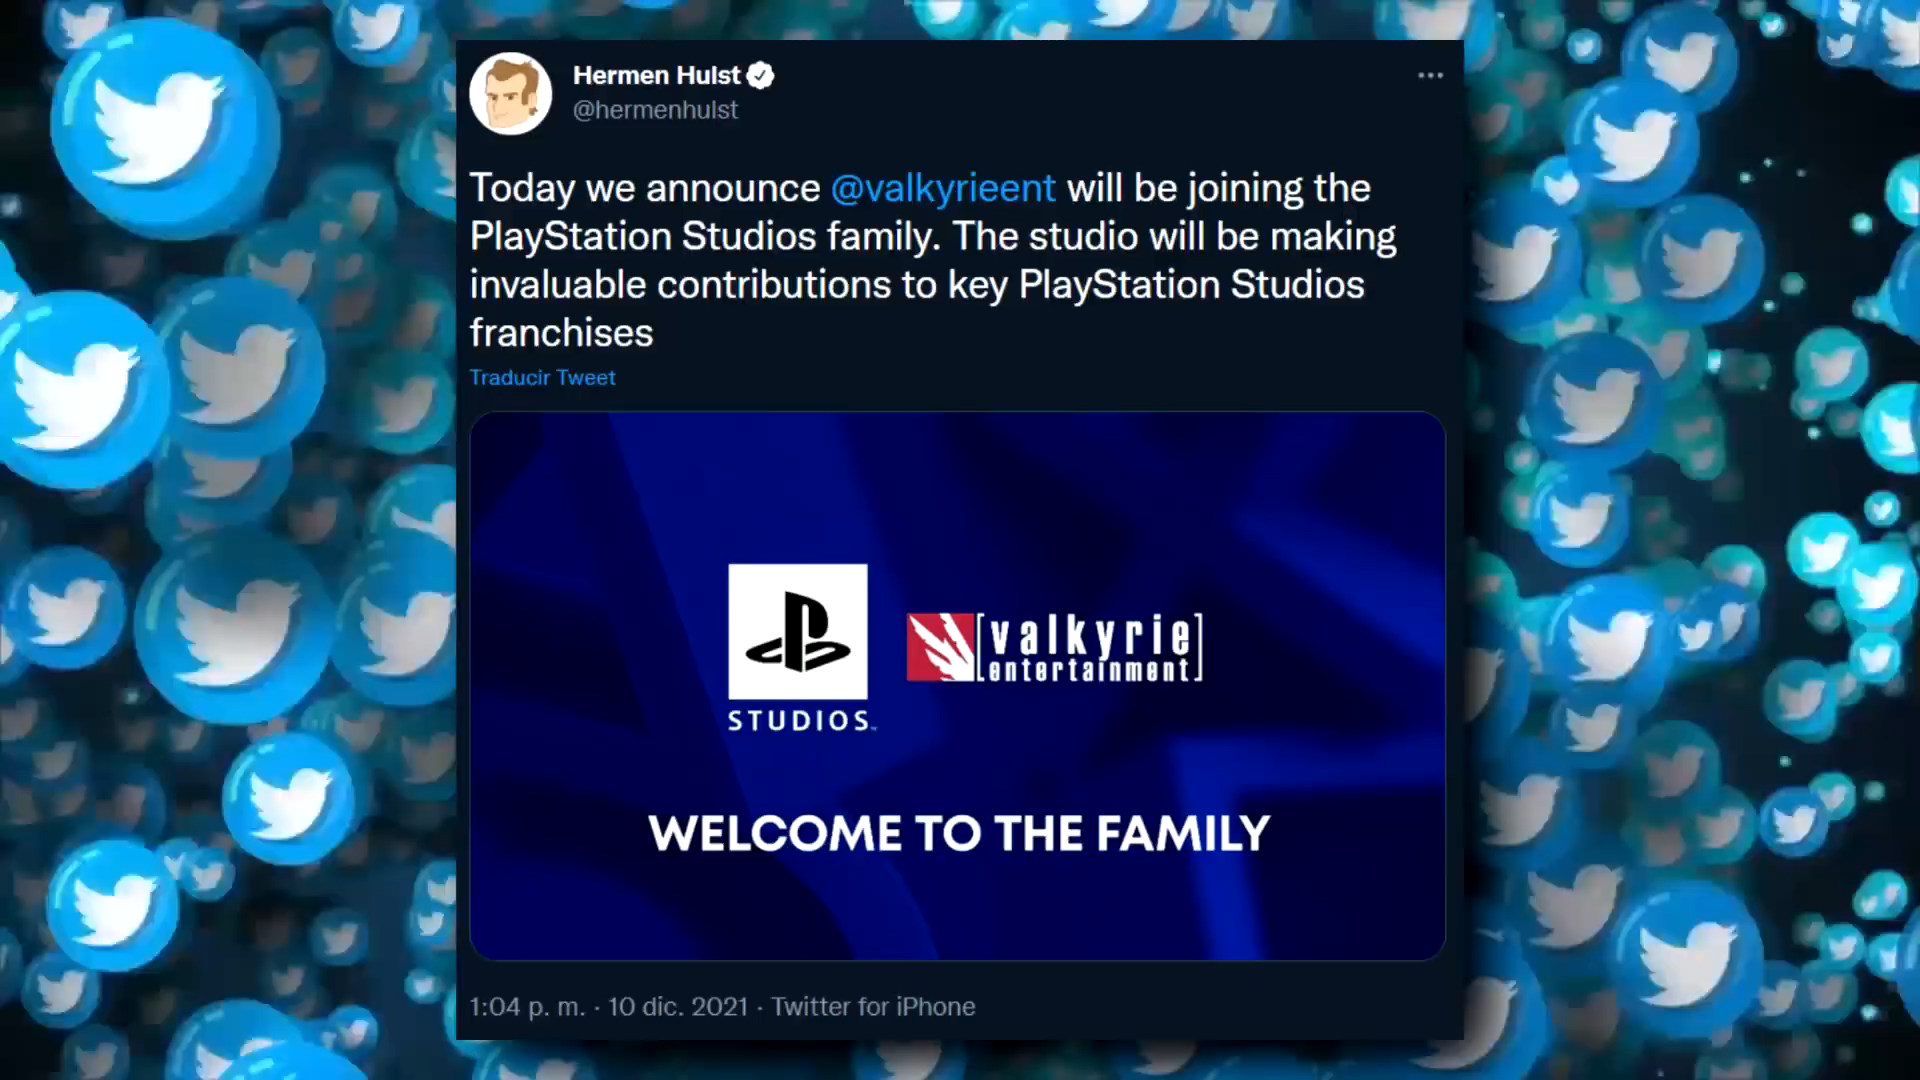 Hermen Hulst
@hermenhulst
Today we announce @valkyrieent will be joining the
PlayStation Studios family. The studio will be making
invaluable contributions to key PlayStation Studios
franchises
Traducir Tweet
STUDIOS™
[valkyrie
entertainment]
WELCOME TO THE FAMILY
1:04 p. m. · 10 dic. 2021 · Twitter for iPhone